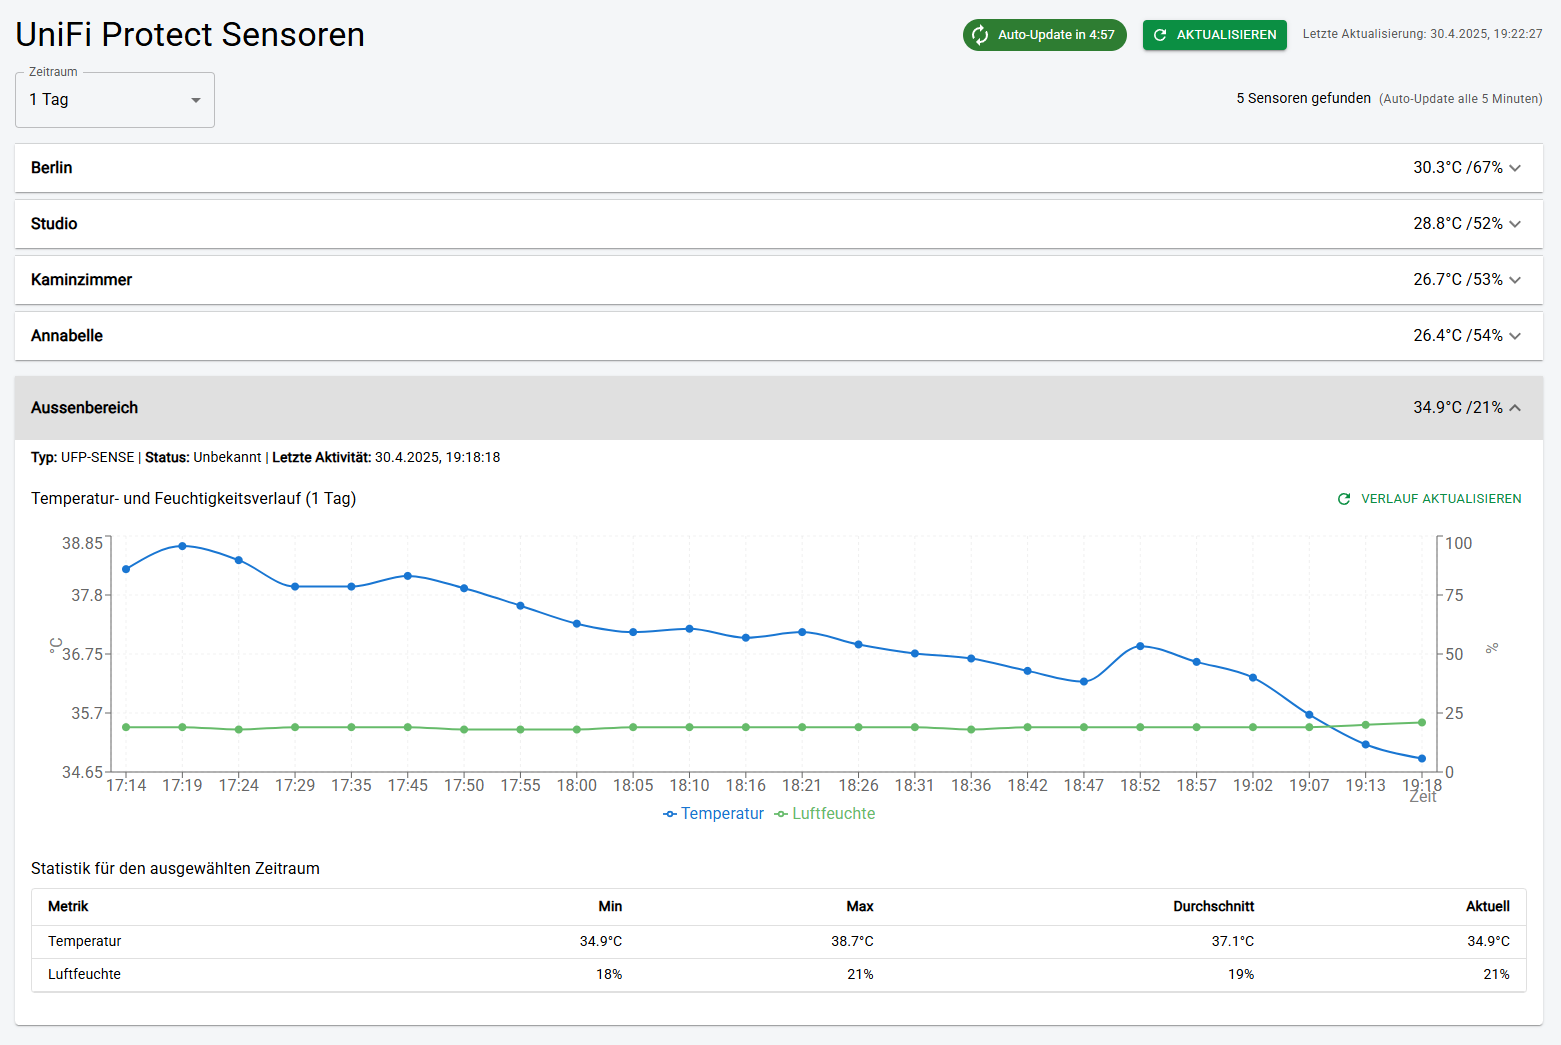 UniFi Protect Sensoren
Auto-Update in 4:57
AKTUALISIEREN
Letzte Aktualisierung: 30.4.2025, 19:22:27
Zeitraum
1 Tag
5 Sensoren gefunden (Auto-Update alle 5 Minuten)
Berlin 30.3°C /67%
Studio 28.8°C /52%
Kaminzimmer 26.7°C /53%
Annabelle 26.4°C /54%
Aussenbereich 34.9°C /21%
Typ: UFP-SENSE | Status: Unbekannt | Letzte Aktivität: 30.4.2025, 19:18:18
Temperatur- und Feuchtigkeitsverlauf (1 Tag)
VERLAUF AKTUALISIEREN
38.85 100
37.8 75
°C 36.75 50 %
35.7 25
34.65 0
17:14 17:19 17:24 17:29 17:35 17:45 17:50 17:55 18:00 18:05 18:10 18:16 18:21 18:26 18:31 18:36 18:42 18:47 18:52 18:57 19:02 19:07 19:13 19:18
Zeit
Temperatur Luftfeuchte
Statistik für den ausgewählten Zeitraum
Metrik Min Max Durchschnitt Aktuell
Temperatur 34.9°C 38.7°C 37.1°C 34.9°C
Luftfeuchte 18% 21% 19% 21%